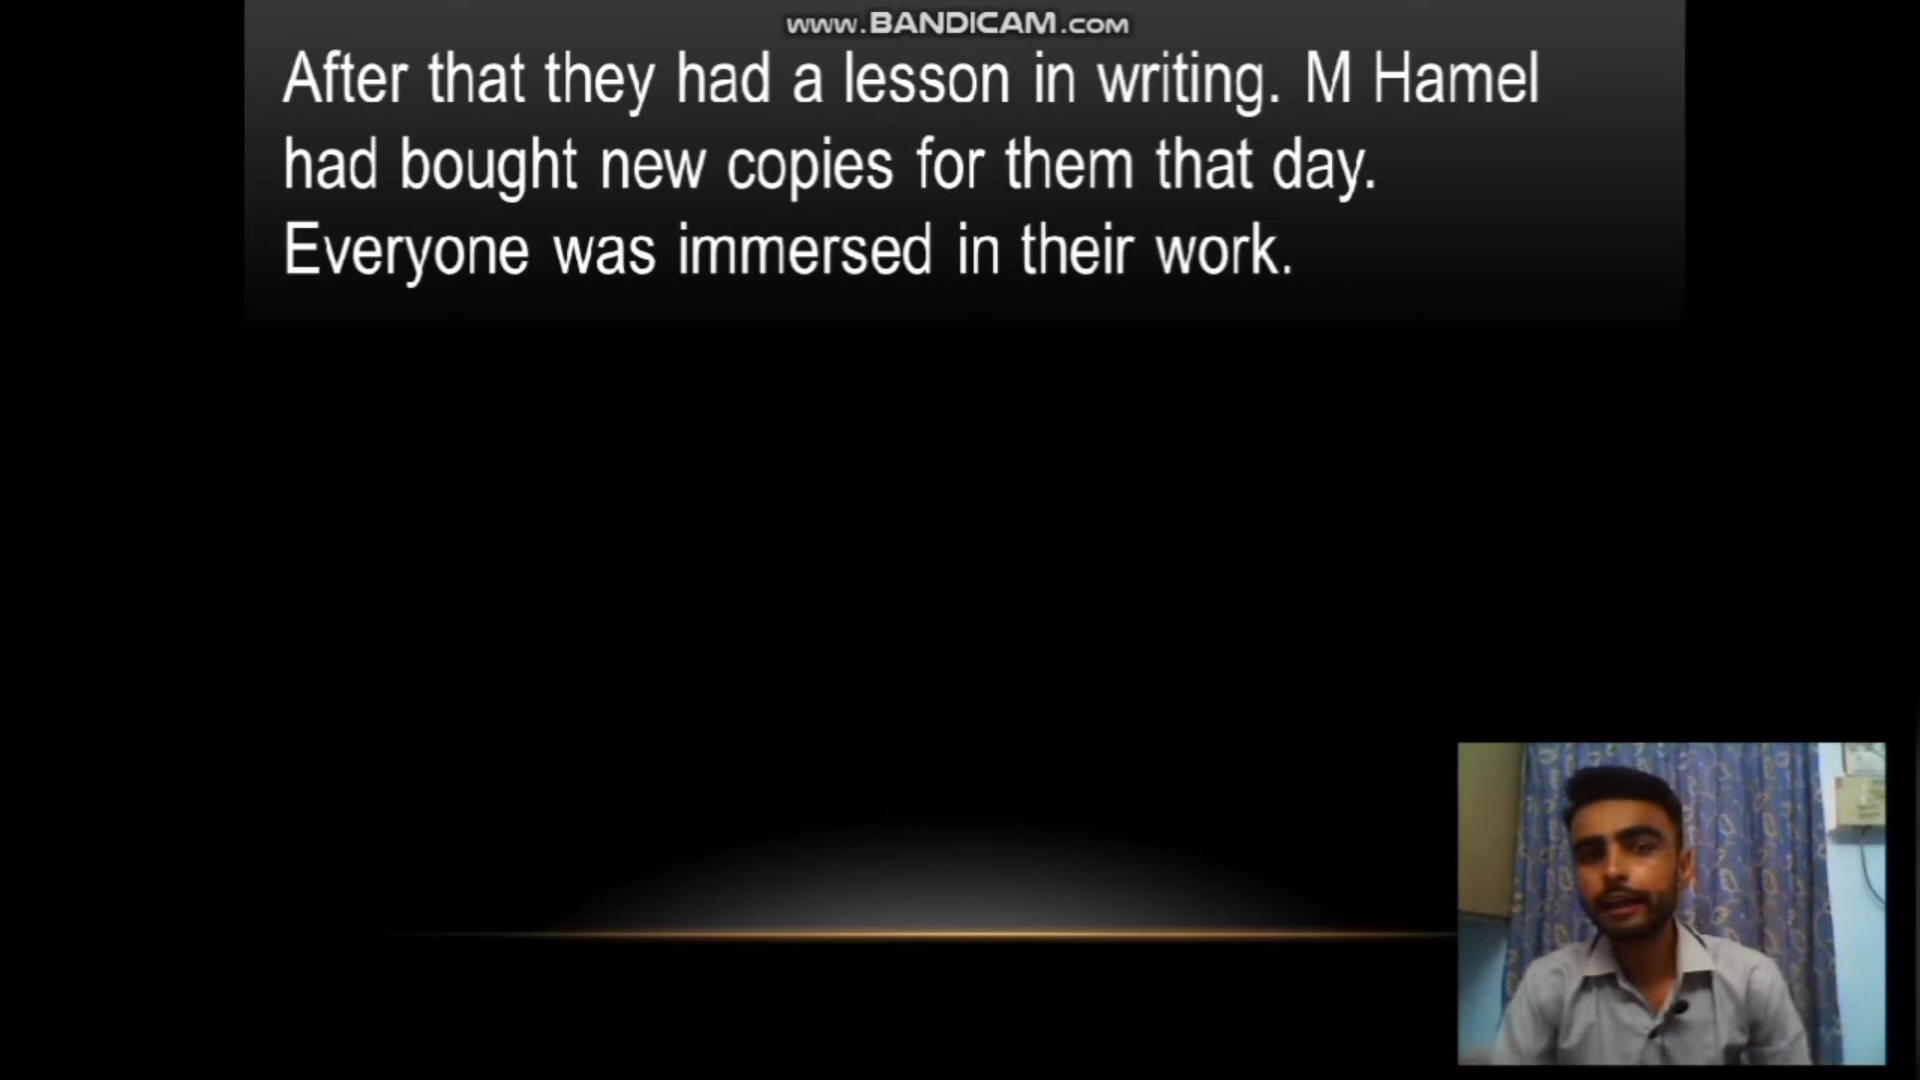 www.BANDICAM.com
After that they had a lesson in writing. M Hamel
had bought new copies for them that day.
Everyone was immersed in their work.